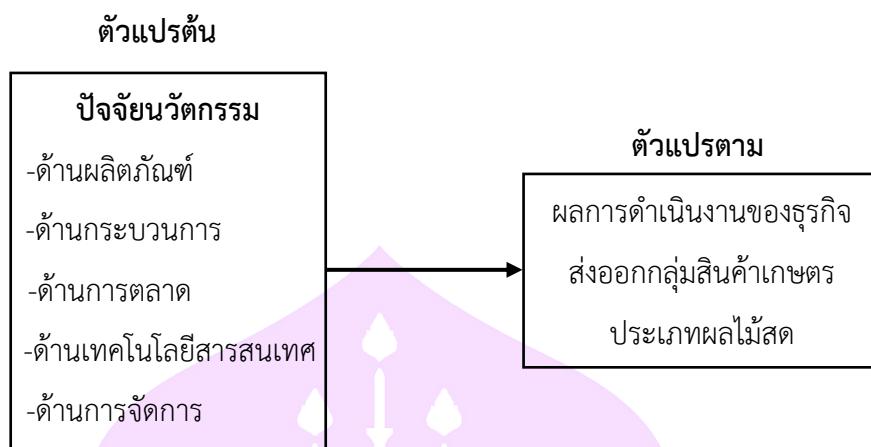 ตัวแปรต้น
ปัจจัยนวัตกรรม
-ด้านผลิตภัณฑ์
-ด้านกระบวนการ
-ด้านการตลาด
-ด้านเทคโนโลยีสารสนเทศ
-ด้านการจัดการ
ตัวแปรตาม
ผลการดำเนินงานของธุรกิจ
ส่งออกกลุ่มสินค้าเกษตร
ประเภทผลไม้สด